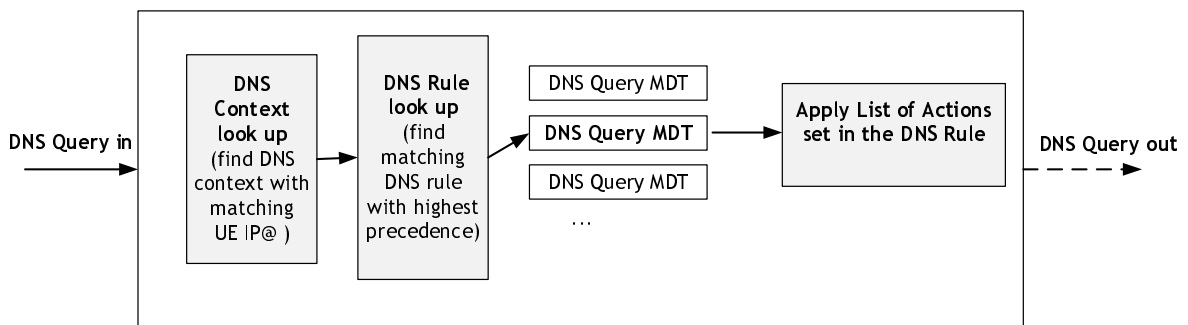 DNS Query in
DNS
Context
look up
(find DNS
context with
matching
UE IP@ )
DNS Rule
look up
(find
matching
DNS rule
with highest
precedence)
DNS Query MDT
DNS Query MDT
DNS Query MDT
...
Apply List of Actions
set in the DNS Rule
DNS Query out